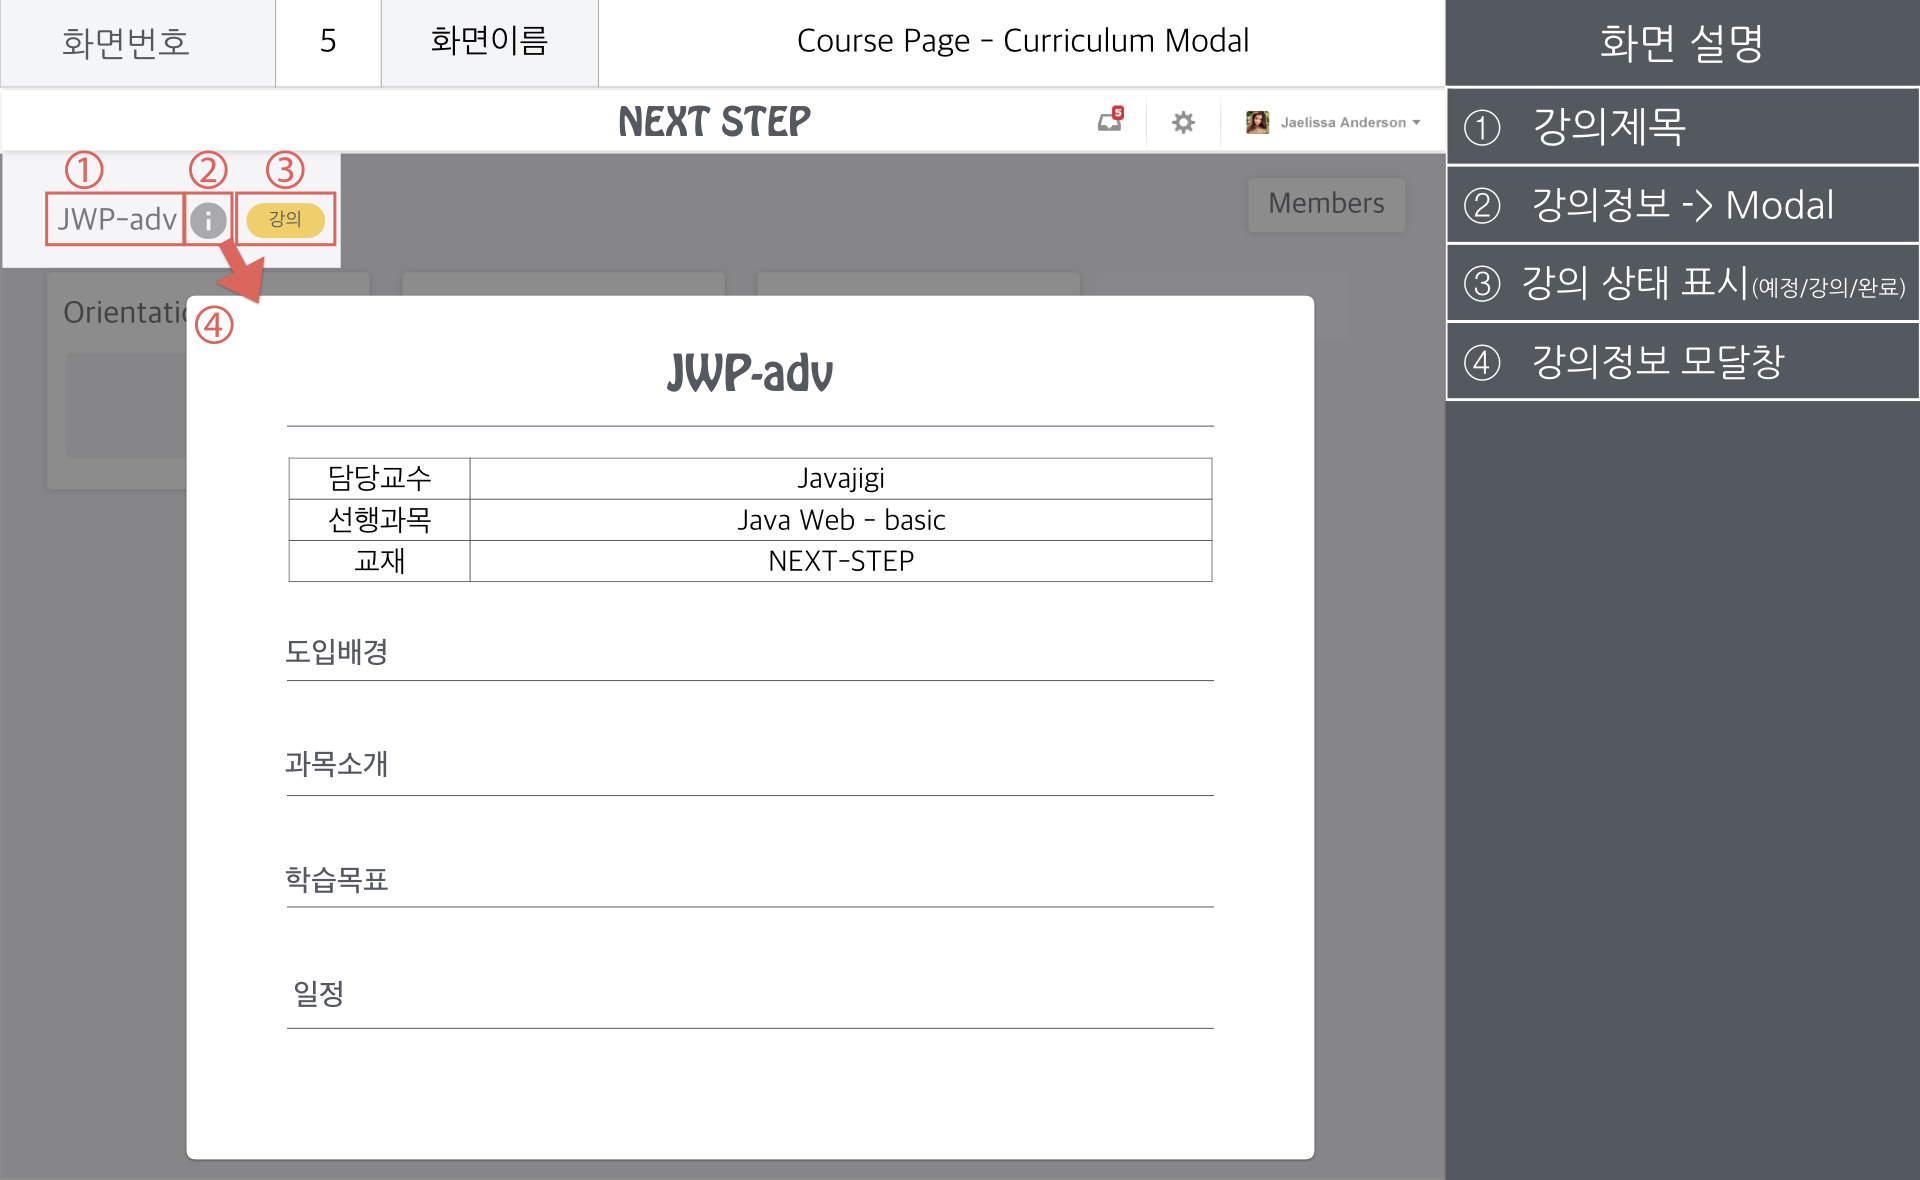 화면번호 5 화면이름 Course Page - Curriculum Modal 화면 설명
NEXT STEP 5 Jaelissa Anderson
① ② ③
JWP-adv i 강의
Members
Orientatio
④
JWP-adv
담당교수 Javajigi
선행과목 Java Web - basic
교재 NEXT-STEP
도입배경
과목소개
학습목표
일정
① 강의제목
② 강의정보 -> Modal
③ 강의 상태 표시(예정/강의/완료)
④ 강의정보 모달창